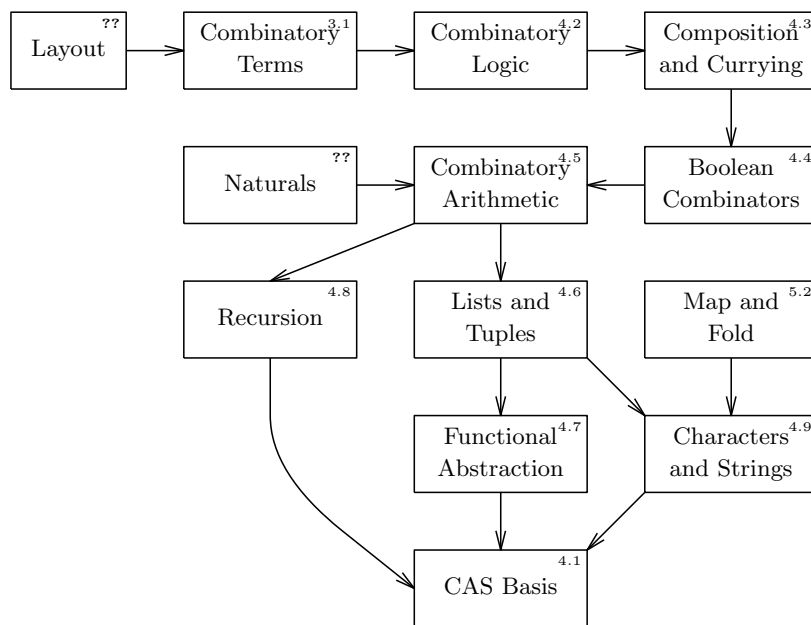 ??
Layout
3.1
Combinatory
Terms
4.2
Combinatory
Logic
4.3
Composition
and Currying
??
Naturals
4.5
Combinatory
Arithmetic
4.4
Boolean
Combinators
4.8
Recursion
4.6
Lists and
Tuples
5.2
Map and
Fold
4.7
Functional
Abstraction
4.9
Characters
and Strings
4.1
CAS Basis